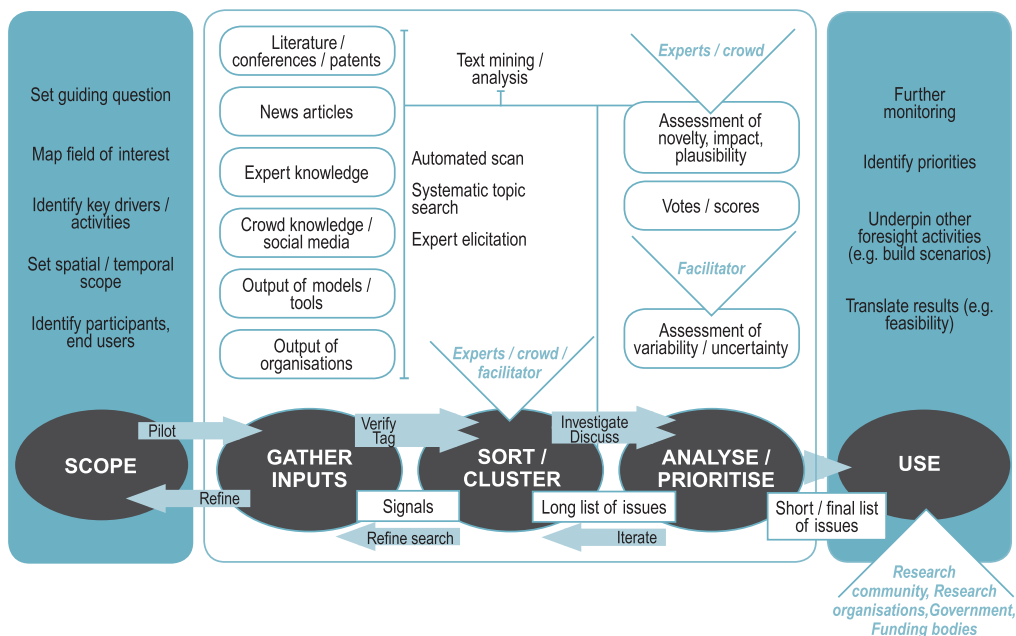 Set guiding question
Map field of interest
Identify key drivers /
activities
Set spatial / temporal
scope
Identify participants,
end users
Literature /
conferences / patents
News articles
Expert knowledge
Crowd knowledge /
social media
Output of models /
tools
Output of
organisations
Text mining /
analysis
Automated scan
Systematic topic
search
Expert elicitation
Experts / crowd /
facilitator
Experts / crowd
Assessment of
novelty, impact,
plausibility
Votes / scores
Facilitator
Assessment of
variability / uncertainty
Further
monitoring
Identify priorities
Underpin other
foresight activities
(e.g. build scenarios)
Translate results (e.g.
feasibility)
SCOPE
Pilot
Refine
GATHER
INPUTS
Verify
Tag
Signals
Refine search
SORT /
CLUSTER
Investigate
Discuss
Long list of issues
Iterate
ANALYSE /
PRIORITISE
Short / final list
of issues
USE
Research
community, Research
organisations,Government,
Funding bodies